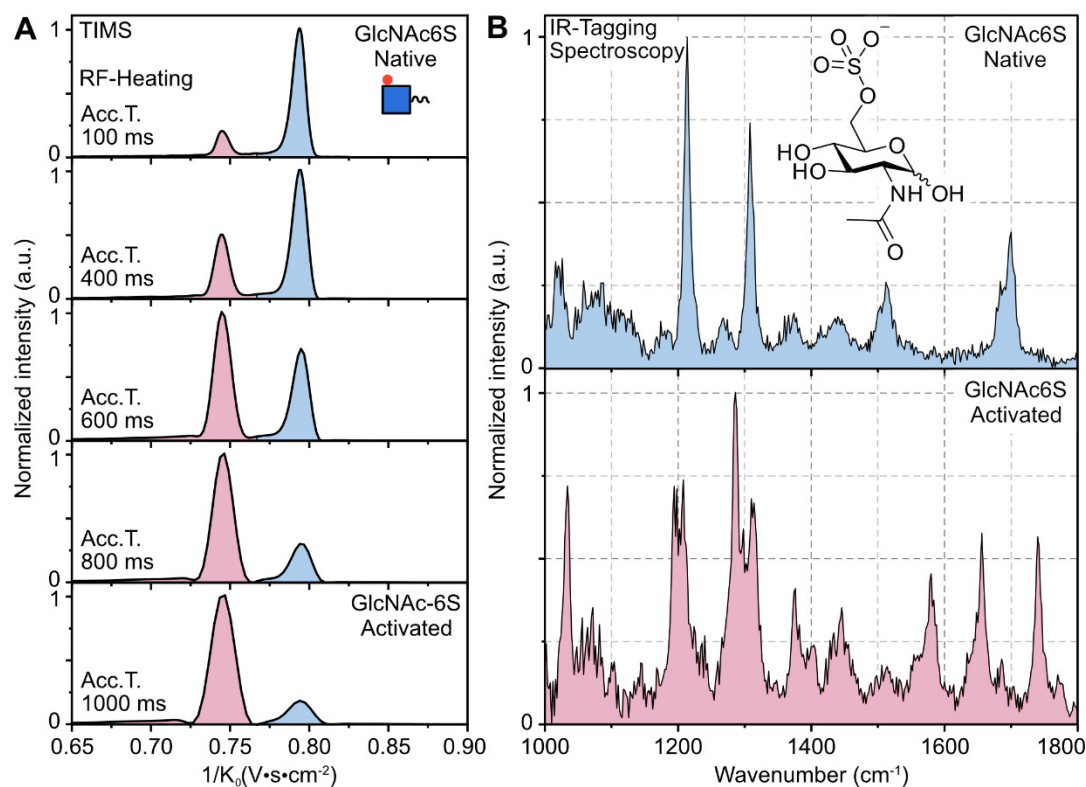 A
TIMS
GlcNAc6S
Native
RF-Heating
Acc.T.
100 ms
Acc.T.
400 ms
Acc.T.
600 ms
Acc.T.
800 ms
GlcNAc-6S
Activated
Acc.T.
1000 ms
1
0
1
0
1
0
1
0
1
0
Normalized intensity (a.u.)
0.65 0.70 0.75 0.80 0.85 0.90
1/K₀(V•s•cm⁻²)
B
IR-Tagging
Spectroscopy
GlcNAc6S
Native
O O⁻
O S
O
HO O
HO
NH OH
O
1
0
GlcNAc6S
Activated
1
0
Normalized intensity (a.u.)
1000 1200 1400 1600 1800
Wavenumber (cm⁻¹)